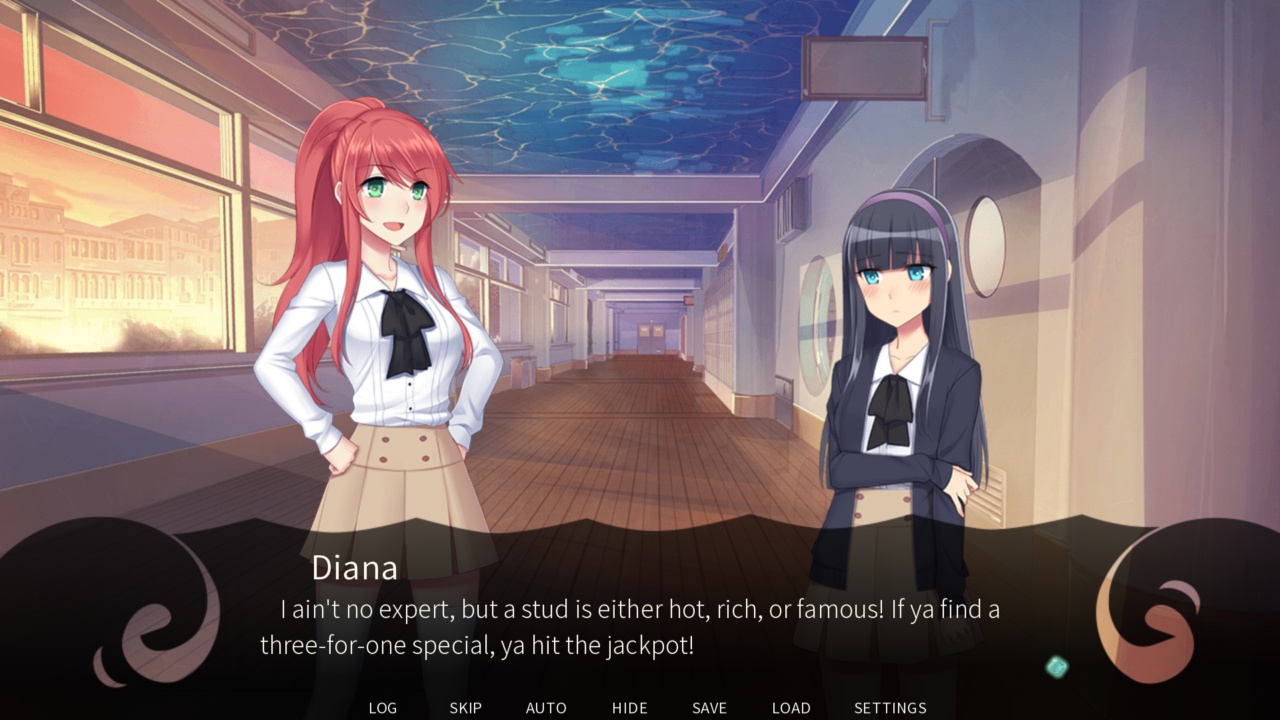 Diana
I ain't no expert, but a stud is either hot, rich, or famous! If ya find a
three-for-one special, ya hit the jackpot!
LOG SKIP AUTO HIDE SAVE LOAD SETTINGS